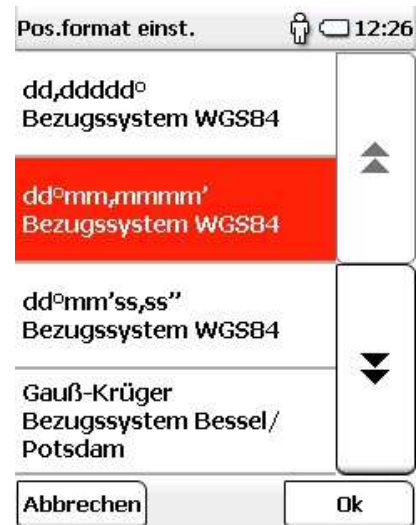 Pos.format einst. 12:26
dd,ddddd°
Bezugssystem WGS84
dd°mm,mmmm'
Bezugssystem WGS84
dd°mm'ss,ss"
Bezugssystem WGS84
Gauß-Krüger
Bezugssystem Bessel/
Potsdam
Abbrechen Ok